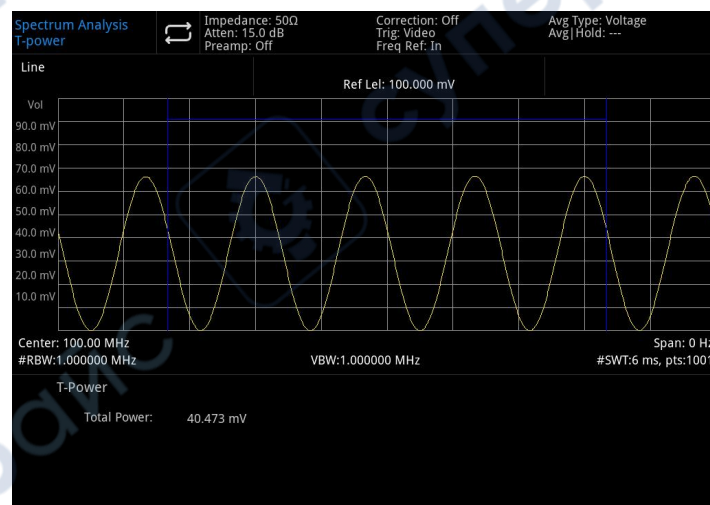 Spectrum Analysis
T-power
Impedance: 50Ω
Atten: 15.0 dB
Preamp: Off
Correction: Off
Trig: Video
Freq Ref: In
Avg Type: Voltage
Avg|Hold: ---
Line
Ref Lel: 100.000 mV
Vol
90.0 mV
80.0 mV
70.0 mV
60.0 mV
50.0 mV
40.0 mV
30.0 mV
20.0 mV
10.0 mV
Center: 100.00 MHz
Span: 0 Hz
#RBW:1.000000 MHz
VBW:1.000000 MHz
#SWT:6 ms, pts:1001
T-Power
Total Power: 40.473 mV